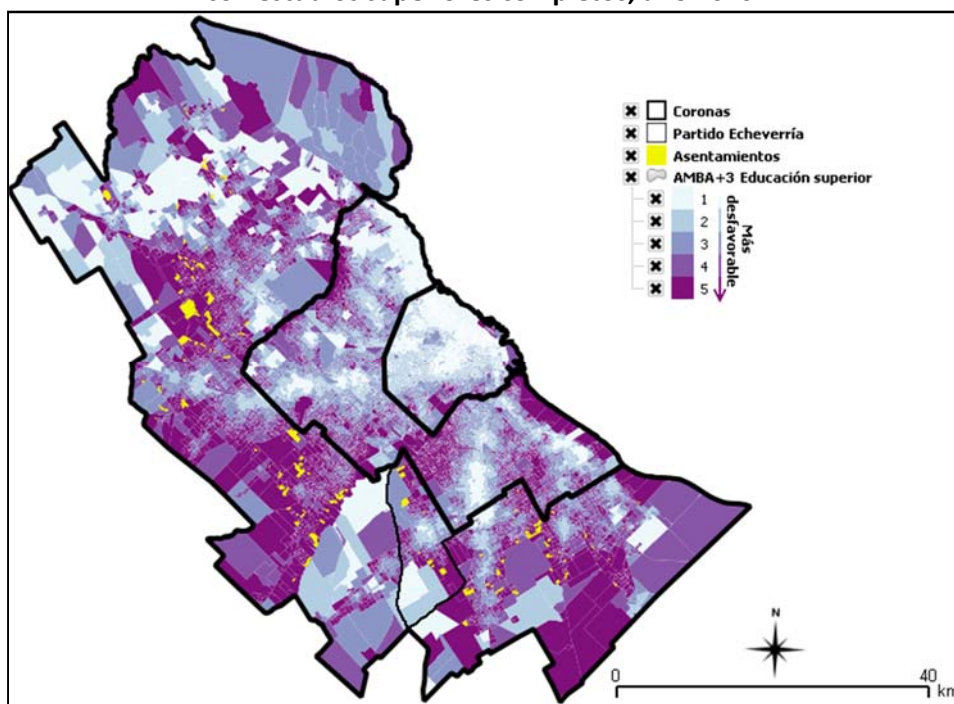 Coronas
Partido Echeverría
Asentamientos
AMBA+3 Educación superior
1
2
3
4
5
Más
desfavorable
N
0 40
km